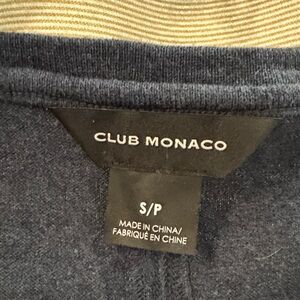 CLUB MONACO
S/P
MADE IN CHINA/
FABRIQUÉ EN CHINE